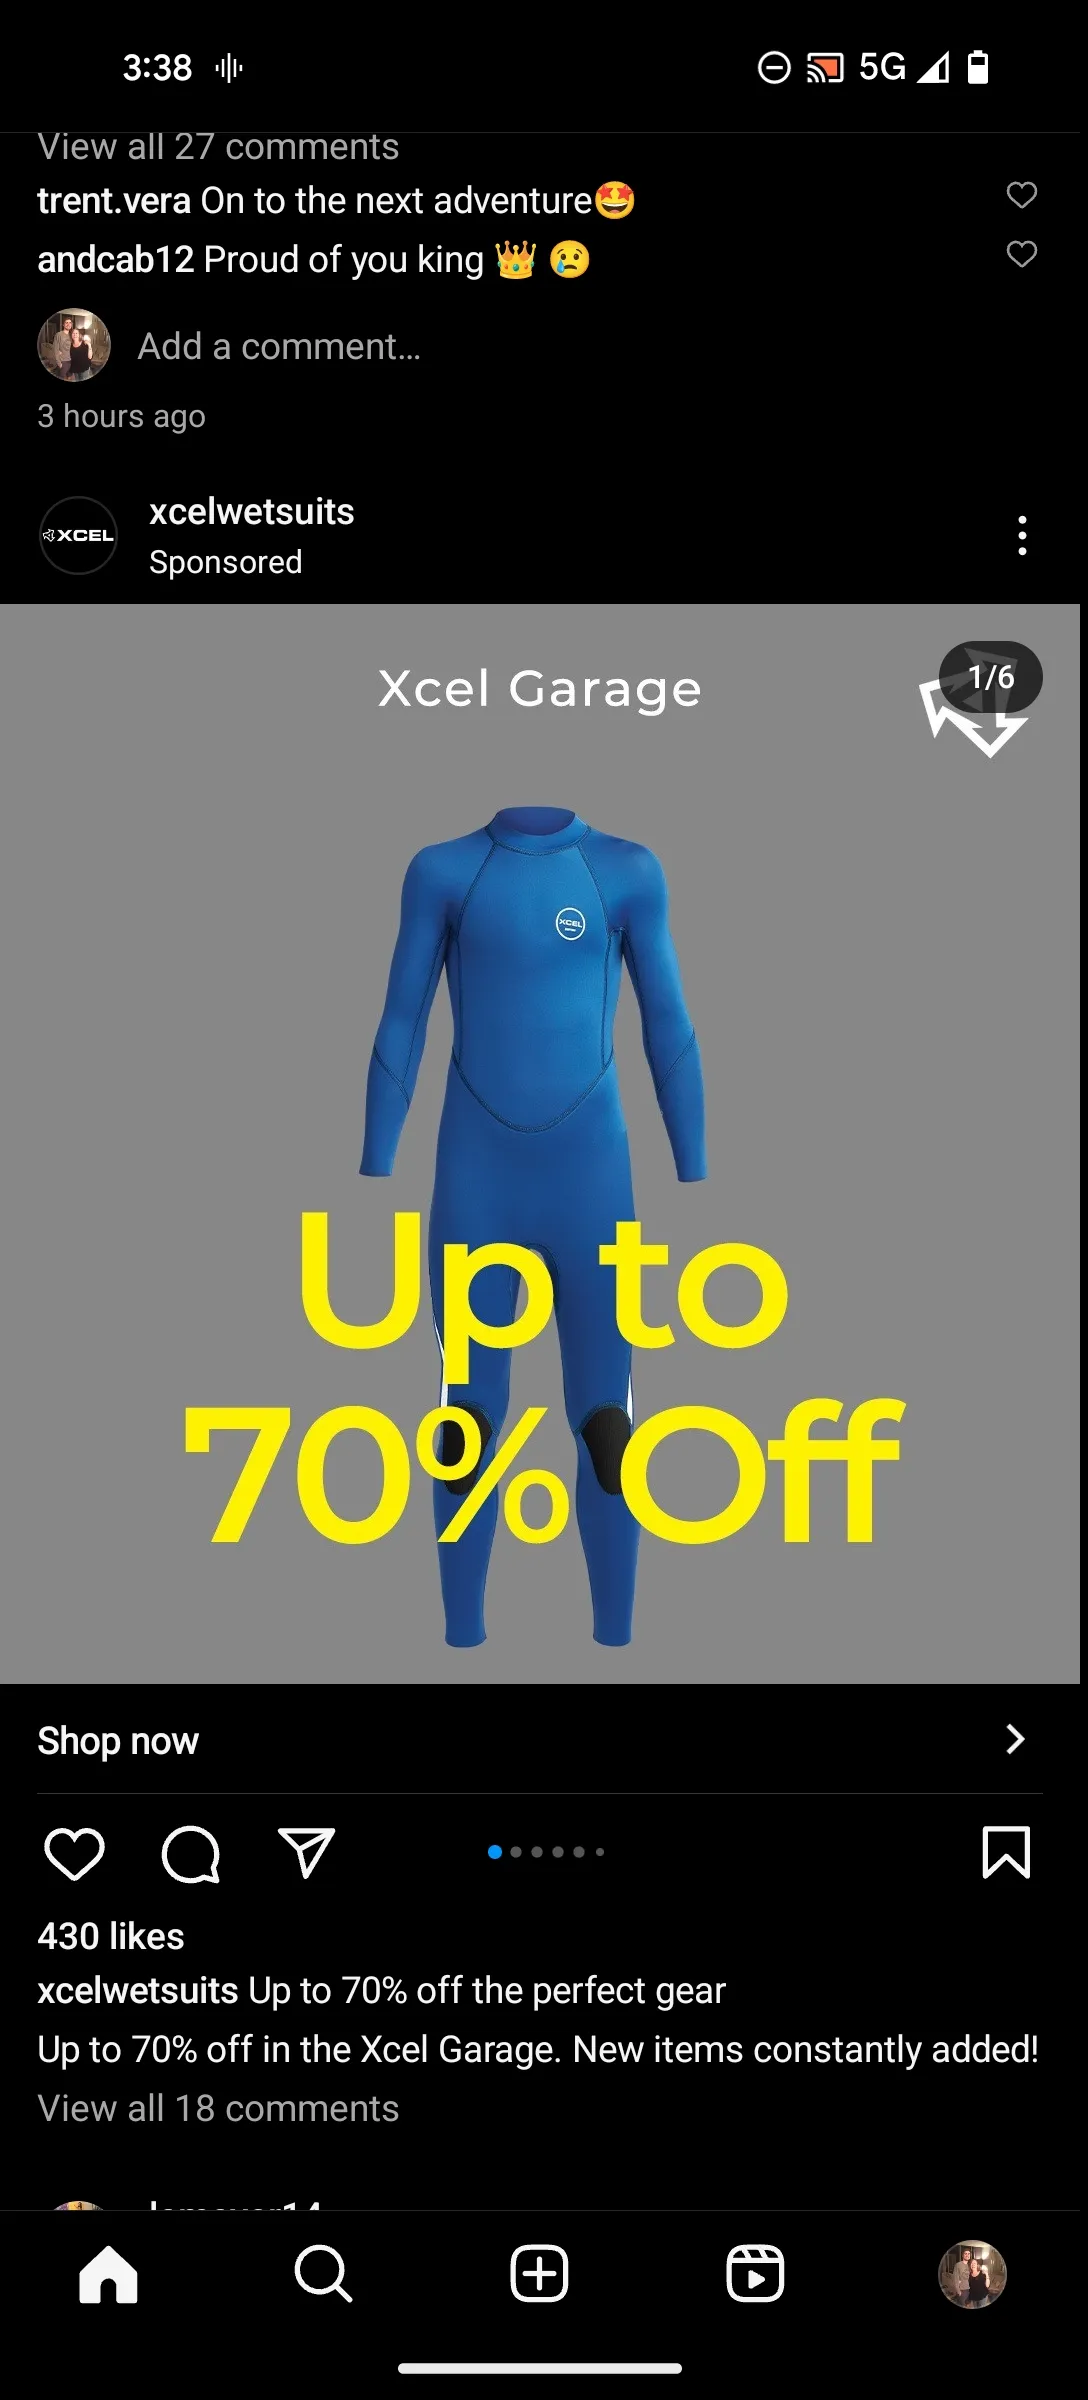 3:38
5G
View all 27 comments
trent.vera On to the next adventure🤩
andcab12 Proud of you king 👑 😢
Add a comment...
3 hours ago
XCEL
xcelwetsuits
Sponsored
Xcel Garage
1/6
XCEL
Up to
70% Off
Shop now
430 likes
xcelwetsuits Up to 70% off the perfect gear
Up to 70% off in the Xcel Garage. New items constantly added!
View all 18 comments